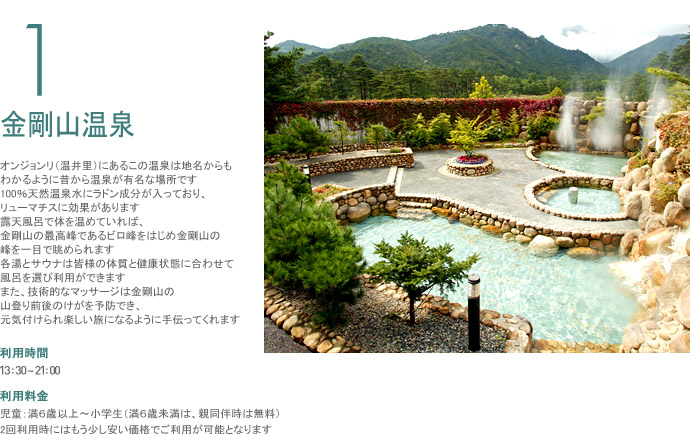 1
金剛山温泉
オンジョンリ（温井里）にあるこの温泉は地名からも
わかるように昔から温泉が有名な場所です
100%天然温泉水にラドン成分が入っており、
リューマチスに効果があります
露天風呂で体を温めていれば、
金剛山の最高峰であるピロ峰をはじめ金剛山の
峰を一目で眺められます
各湯とサウナは皆様の体質と健康状態に合わせて
風呂を選び利用ができます
また、技術的なマッサージは金剛山の
山登り前後のけがを予防でき、
元気付けられ楽しい旅になるように手伝ってくれます
利用時間
13:30~21:00
利用料金
児童：満６歳以上～小学生（満６歳未満は、親同伴時は無料）
2回利用時にはもう少し安い価格でご利用が可能となります